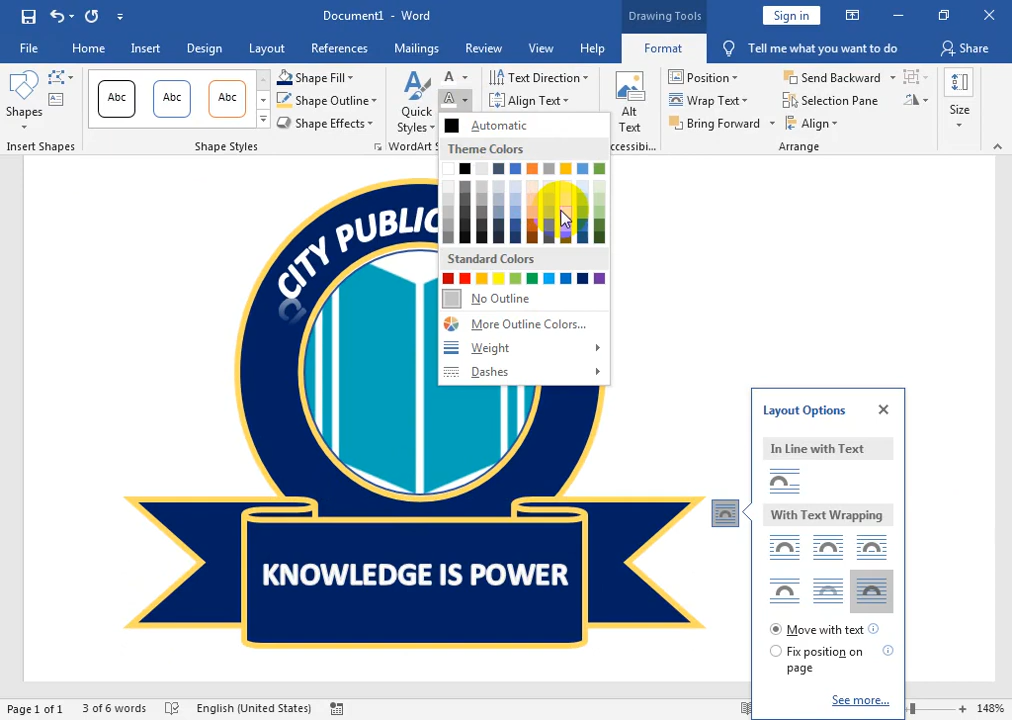 Document1 - Word
Drawing Tools
Sign in
File
Home
Insert
Design
Layout
References
Mailings
Review
View
Help
Format
Tell me what you want to do
Share
Shapes
Insert Shapes
Abc
Abc
Abc
Shape Fill
Shape Outline
Shape Effects
Shape Styles
Quick
Styles
WordArt S
Text Direction
Align Text
Alt
Text
ccessibi...
Position
Wrap Text
Bring Forward
Send Backward
Selection Pane
Align
Arrange
Size
Automatic
Theme Colors
Standard Colors
No Outline
More Outline Colors...
Weight
Dashes
CITY PUBLIC
KNOWLEDGE IS POWER
Layout Options
In Line with Text
With Text Wrapping
Move with text
Fix position on
page
See more...
Page 1 of 1
3 of 6 words
English (United States)
148%